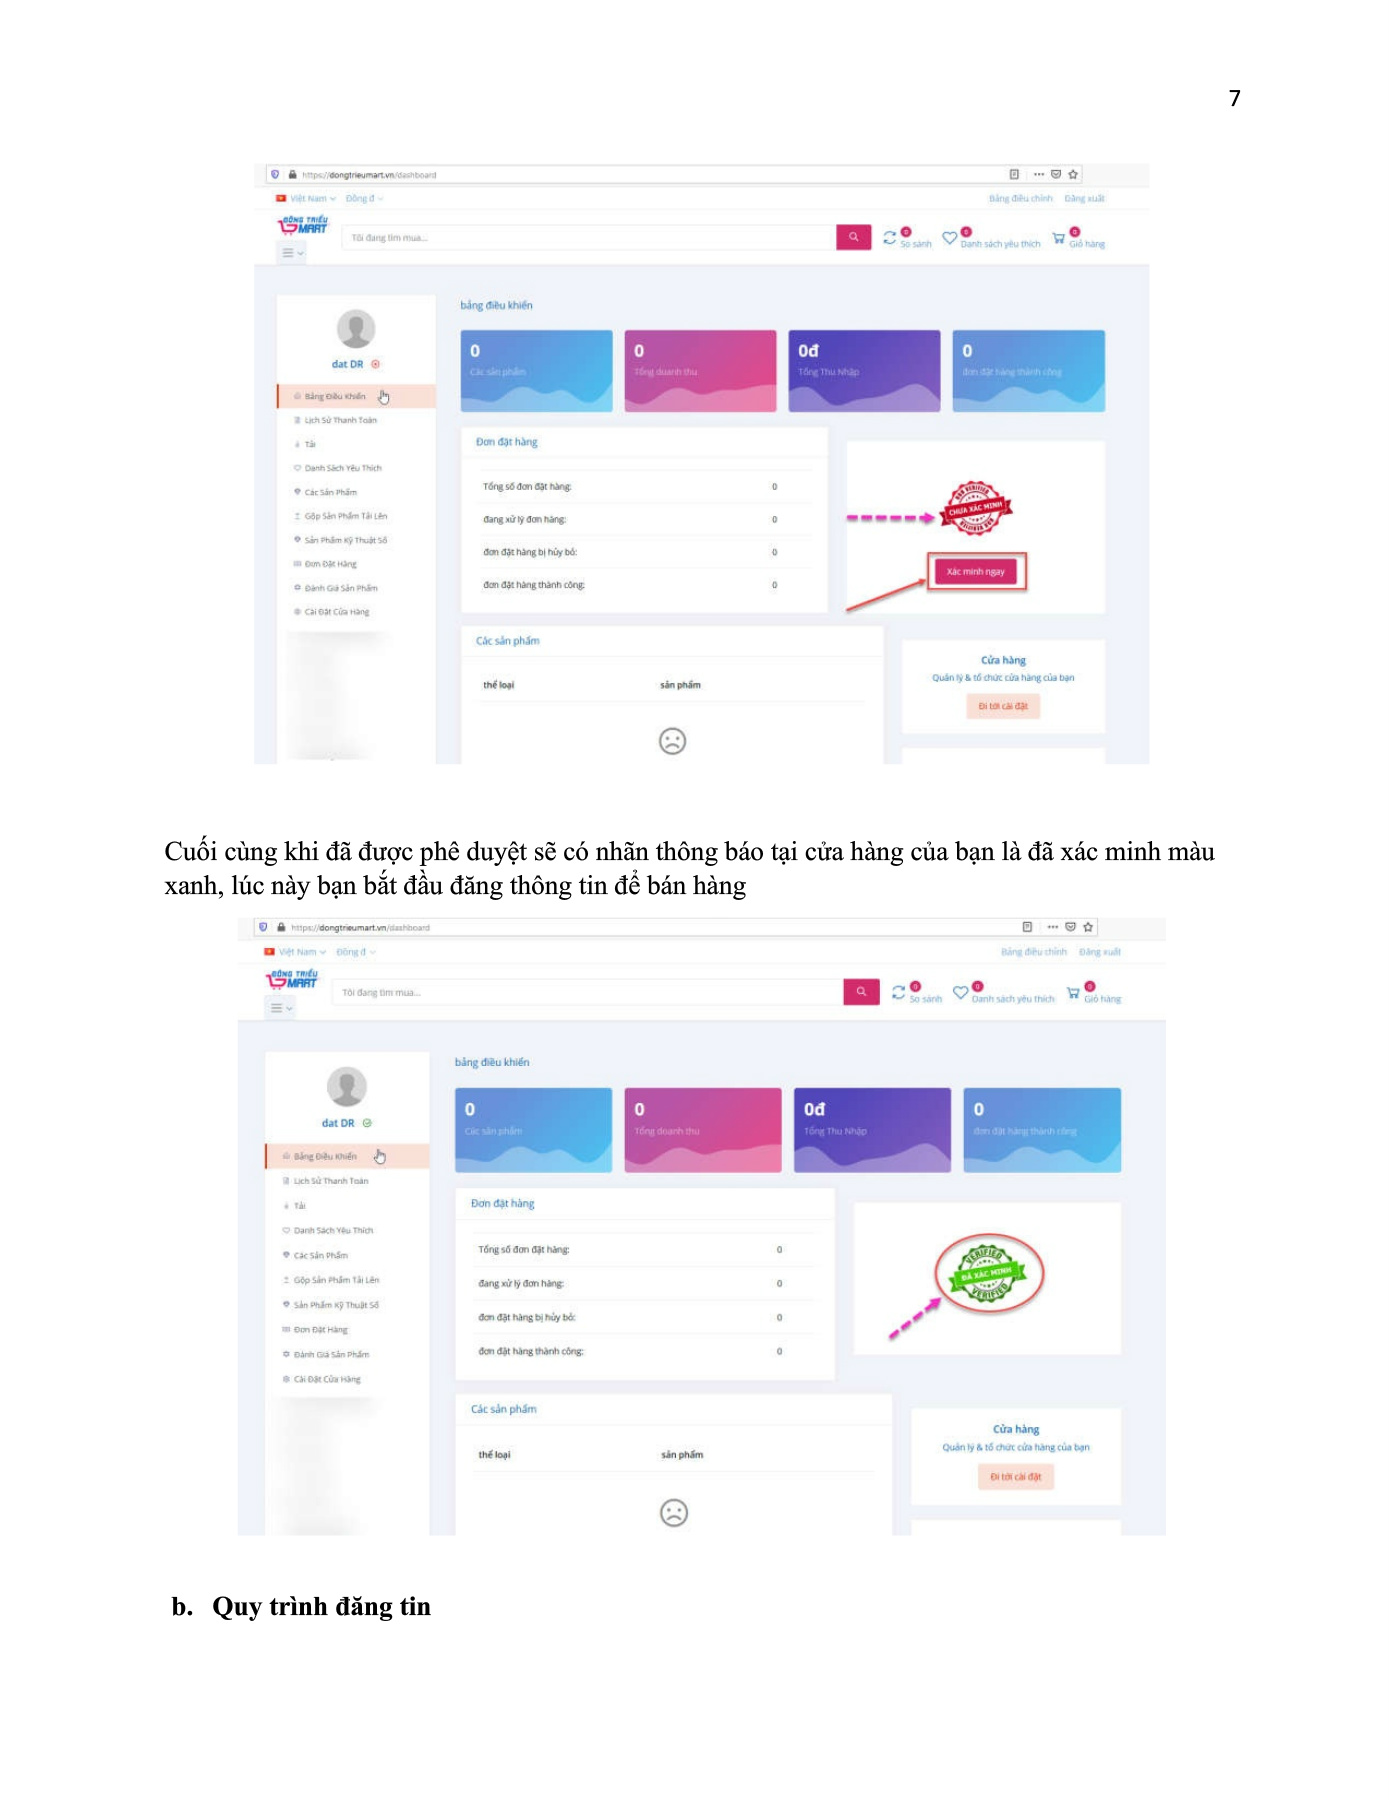 7
https://dongtrieumart.vn/dashboard
Việt Nam Đồng đ Bảng điều chỉnh Đăng xuất
ĐÔNG TRIỀU
MART
Tôi đang tìm mua...
0 So sánh 0 Danh sách yêu thích 0 Giỏ hàng
bảng điều khiển
dat DR
0
Các sản phẩm
0
Tổng doanh thu
0đ
Tổng Thu Nhập
0
đơn đặt hàng thành công
Bảng Điều Khiển
Lịch Sử Thanh Toán
Tải
Danh Sách Yêu Thích
Các Sản Phẩm
Gộp Sản Phẩm Tải Lên
Sản Phẩm Kỹ Thuật Số
Đơn Đặt Hàng
Đánh Giá Sản Phẩm
Cài Đặt Cửa Hàng
Đơn đặt hàng
Tổng số đơn đặt hàng: 0
đang xử lý đơn hàng: 0
đơn đặt hàng bị hủy bỏ: 0
đơn đặt hàng thành công: 0
NON VERIFIED
CHƯA XÁC MINH
Xác minh ngay
Các sản phẩm
thể loại sản phẩm
Cửa hàng
Quản lý & tổ chức cửa hàng của bạn
Đi tới cài đặt
Cuối cùng khi đã được phê duyệt sẽ có nhãn thông báo tại cửa hàng của bạn là đã xác minh màu
xanh, lúc này bạn bắt đầu đăng thông tin để bán hàng
https://dongtrieumart.vn/dashboard
Việt Nam Đồng đ Bảng điều chỉnh Đăng xuất
ĐÔNG TRIỀU
MART
Tôi đang tìm mua...
0 So sánh 0 Danh sách yêu thích 0 Giỏ hàng
bảng điều khiển
dat DR
0
Các sản phẩm
0
Tổng doanh thu
0đ
Tổng Thu Nhập
0
đơn đặt hàng thành công
Bảng Điều Khiển
Lịch Sử Thanh Toán
Tải
Danh Sách Yêu Thích
Các Sản Phẩm
Gộp Sản Phẩm Tải Lên
Sản Phẩm Kỹ Thuật Số
Đơn Đặt Hàng
Đánh Giá Sản Phẩm
Cài Đặt Cửa Hàng
Đơn đặt hàng
Tổng số đơn đặt hàng: 0
đang xử lý đơn hàng: 0
đơn đặt hàng bị hủy bỏ: 0
đơn đặt hàng thành công: 0
VERIFIED
ĐÃ XÁC MINH
VERIFIED
Các sản phẩm
thể loại sản phẩm
Cửa hàng
Quản lý & tổ chức cửa hàng của bạn
Đi tới cài đặt
b. Quy trình đăng tin